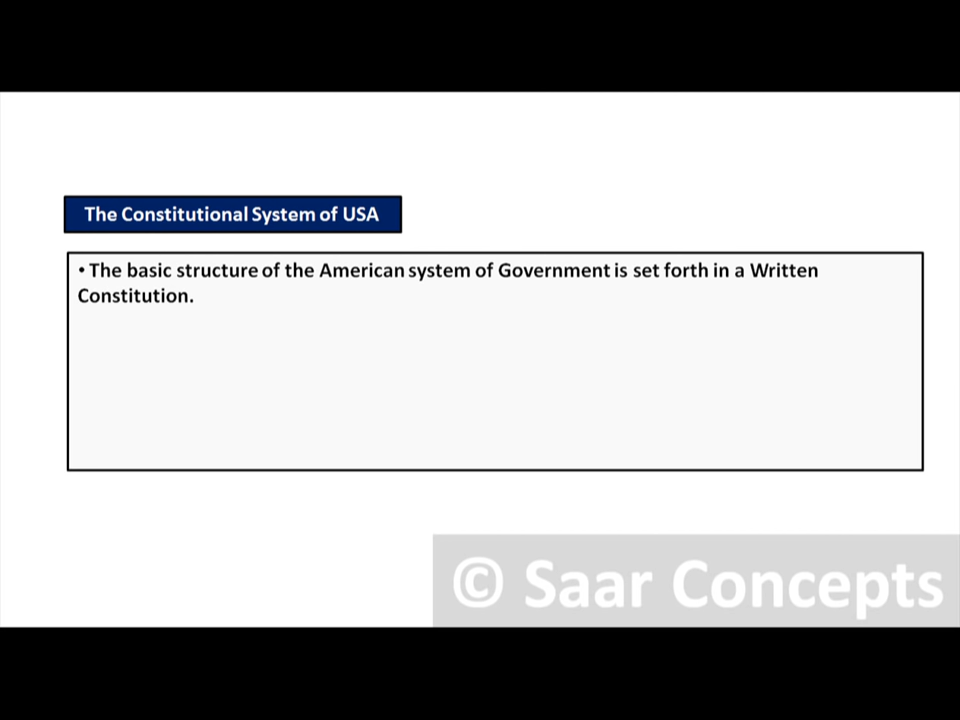 The Constitutional System of USA
• The basic structure of the American system of Government is set forth in a Written
Constitution.
© Saar Concepts